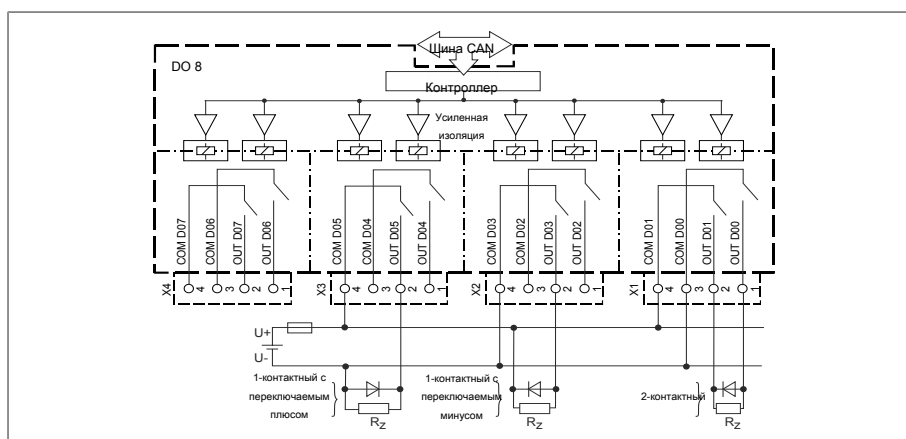 Шина CAN
DO 8
Контроллер
Усиленная
изоляция
COM D07
COM D06
OUT D07
OUT D06
COM D05
COM D04
OUT D05
OUT D04
COM D03
COM D02
OUT D03
OUT D02
COM D01
COM D00
OUT D01
OUT D00
X4 4 3 2 1
X3 4 3 2 1
X2 4 3 2 1
X1 4 3 2 1
U+
U-
1-контактный с
переключаемым
плюсом
RZ
1-контактный с
переключаемым
минусом
RZ
2-контактный
RZ